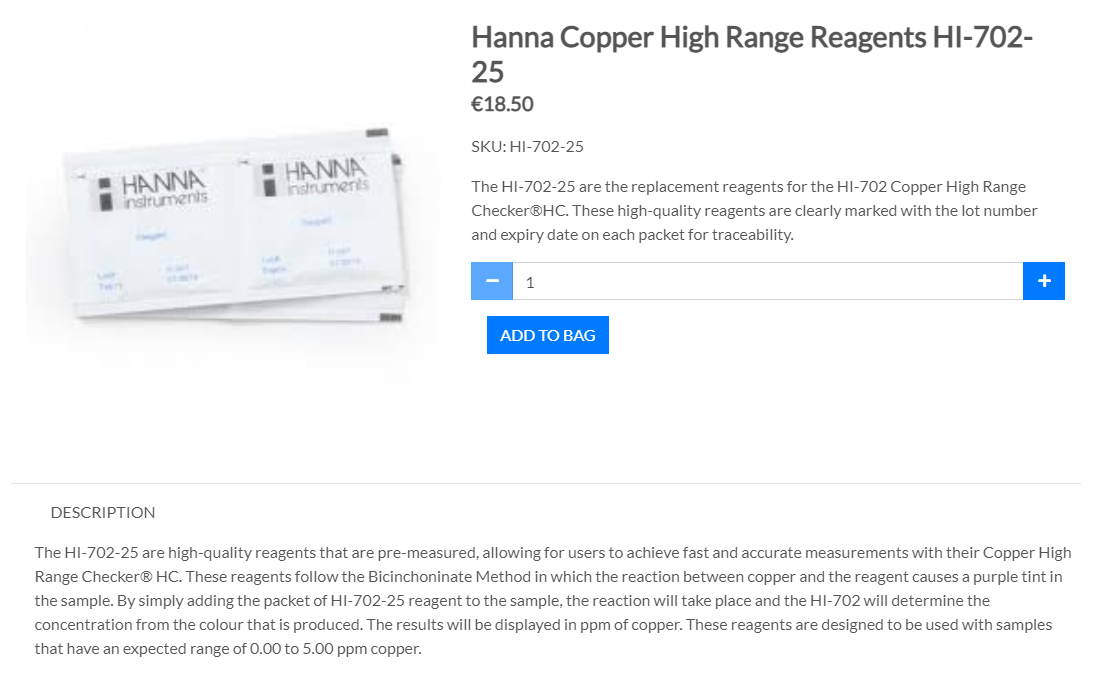 Hanna Copper High Range Reagents HI-702-
25
€18.50
SKU: HI-702-25
The HI-702-25 are the replacement reagents for the HI-702 Copper High Range
Checker®HC. These high-quality reagents are clearly marked with the lot number
and expiry date on each packet for traceability.
1
ADD TO BAG
HANNA
instruments
HANNA
instruments
Reagent
Reagent
DESCRIPTION
The HI-702-25 are high-quality reagents that are pre-measured, allowing for users to achieve fast and accurate measurements with their Copper High
Range Checker® HC. These reagents follow the Bicinchoninate Method in which the reaction between copper and the reagent causes a purple tint in
the sample. By simply adding the packet of HI-702-25 reagent to the sample, the reaction will take place and the HI-702 will determine the
concentration from the colour that is produced. The results will be displayed in ppm of copper. These reagents are designed to be used with samples
that have an expected range of 0.00 to 5.00 ppm copper.